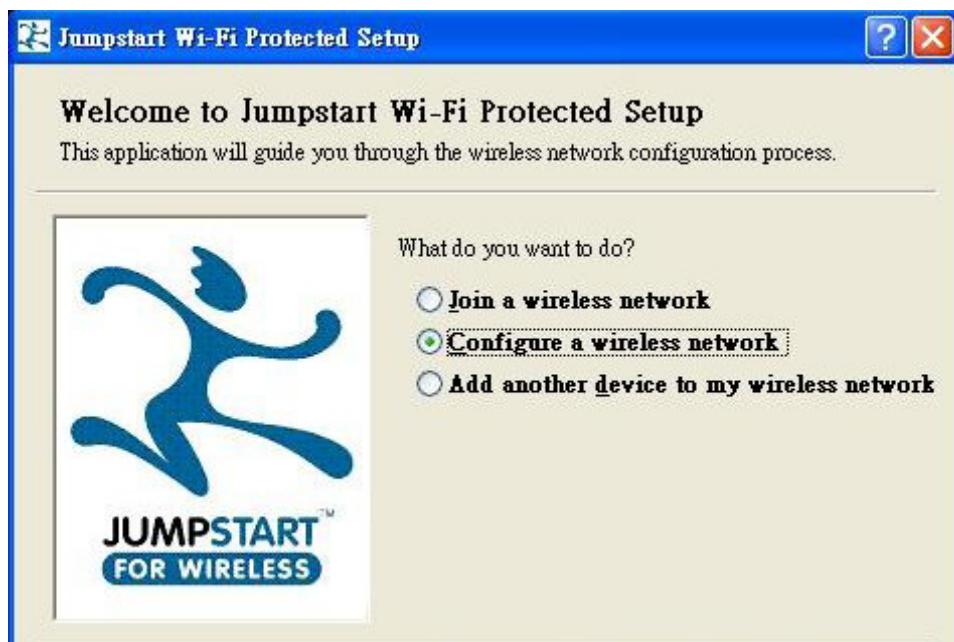 Jumpstart Wi-Fi Protected Setup
Welcome to Jumpstart Wi-Fi Protected Setup
This application will guide you through the wireless network configuration process.
What do you want to do?
Join a wireless network
Configure a wireless network
Add another device to my wireless network
JUMPSTART™
FOR WIRELESS